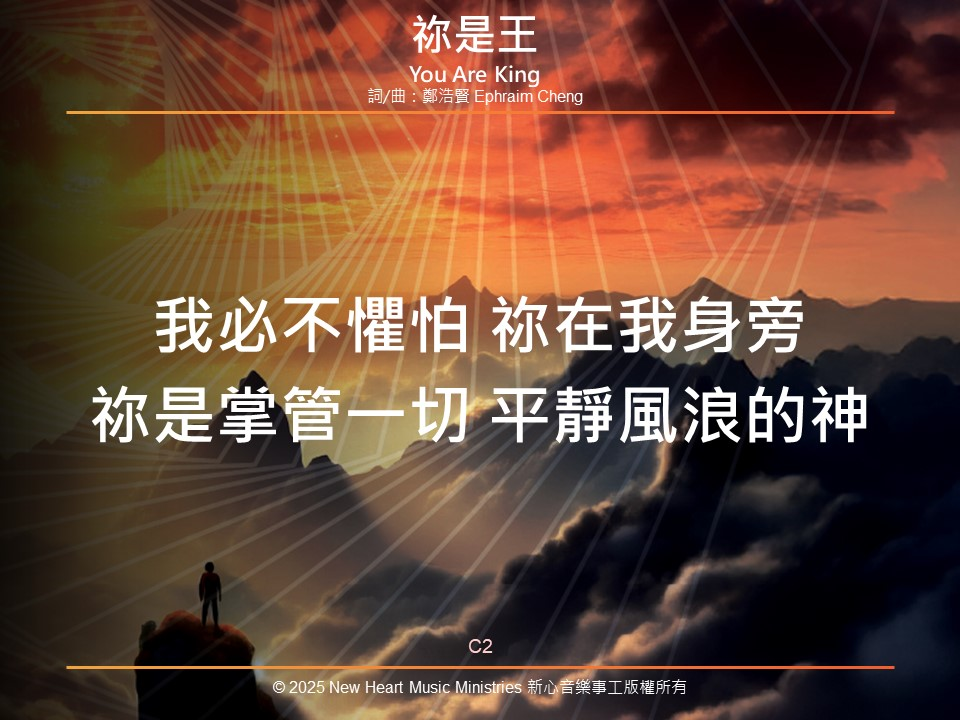 祢是王
You Are King
詞/曲：鄭浩賢 Ephraim Cheng
我必不懼怕 祢在我身旁
祢是掌管一切 平靜風浪的神
C2
© 2025 New Heart Music Ministries 新心音樂事工版權所有